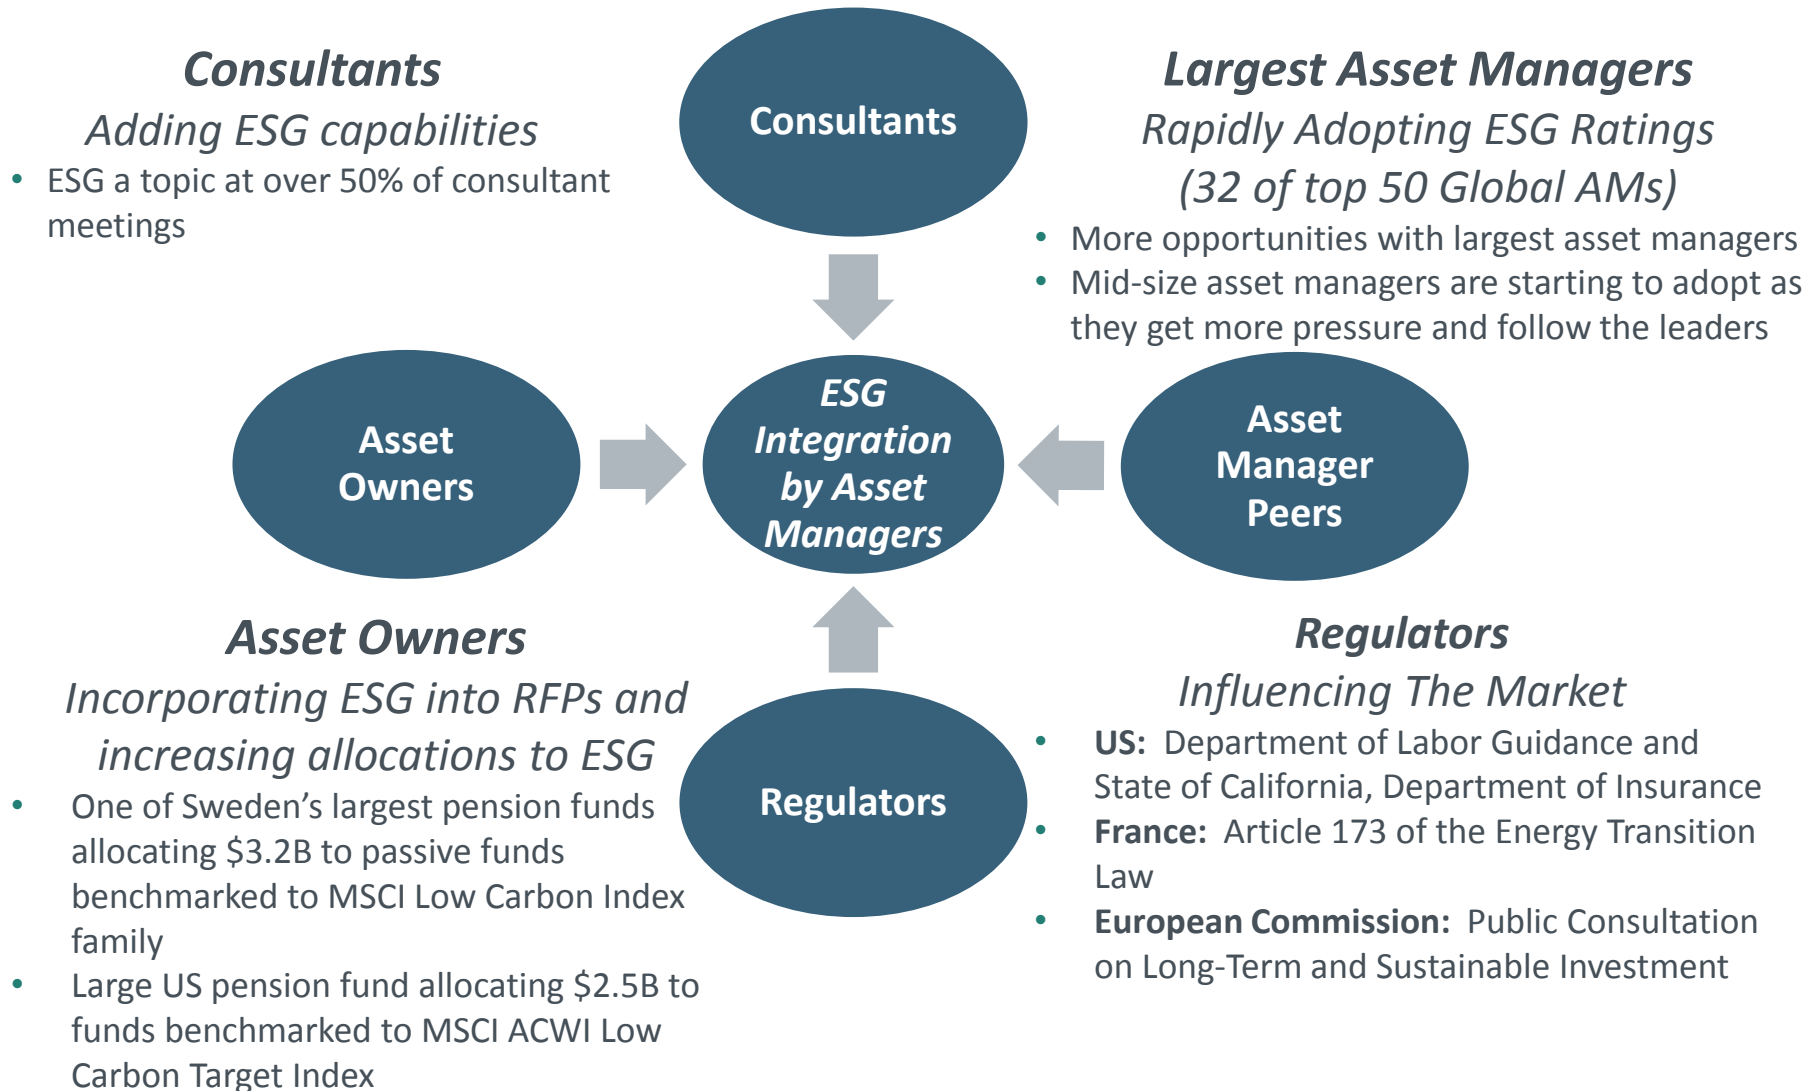 Consultants
Adding ESG capabilities
• ESG a topic at over 50% of consultant
meetings
Consultants
Largest Asset Managers
Rapidly Adopting ESG Ratings
(32 of top 50 Global AMs)
• More opportunities with largest asset managers
• Mid-size asset managers are starting to adopt as
they get more pressure and follow the leaders
Asset
Owners
ESG
Integration
by Asset
Managers
Asset
Manager
Peers
Asset Owners
Incorporating ESG into RFPs and
increasing allocations to ESG
• One of Sweden’s largest pension funds
allocating $3.2B to passive funds
benchmarked to MSCI Low Carbon Index
family
• Large US pension fund allocating $2.5B to
funds benchmarked to MSCI ACWI Low
Carbon Target Index
Regulators
Regulators
Influencing The Market
• US: Department of Labor Guidance and
State of California, Department of Insurance
• France: Article 173 of the Energy Transition
Law
• European Commission: Public Consultation
on Long-Term and Sustainable Investment